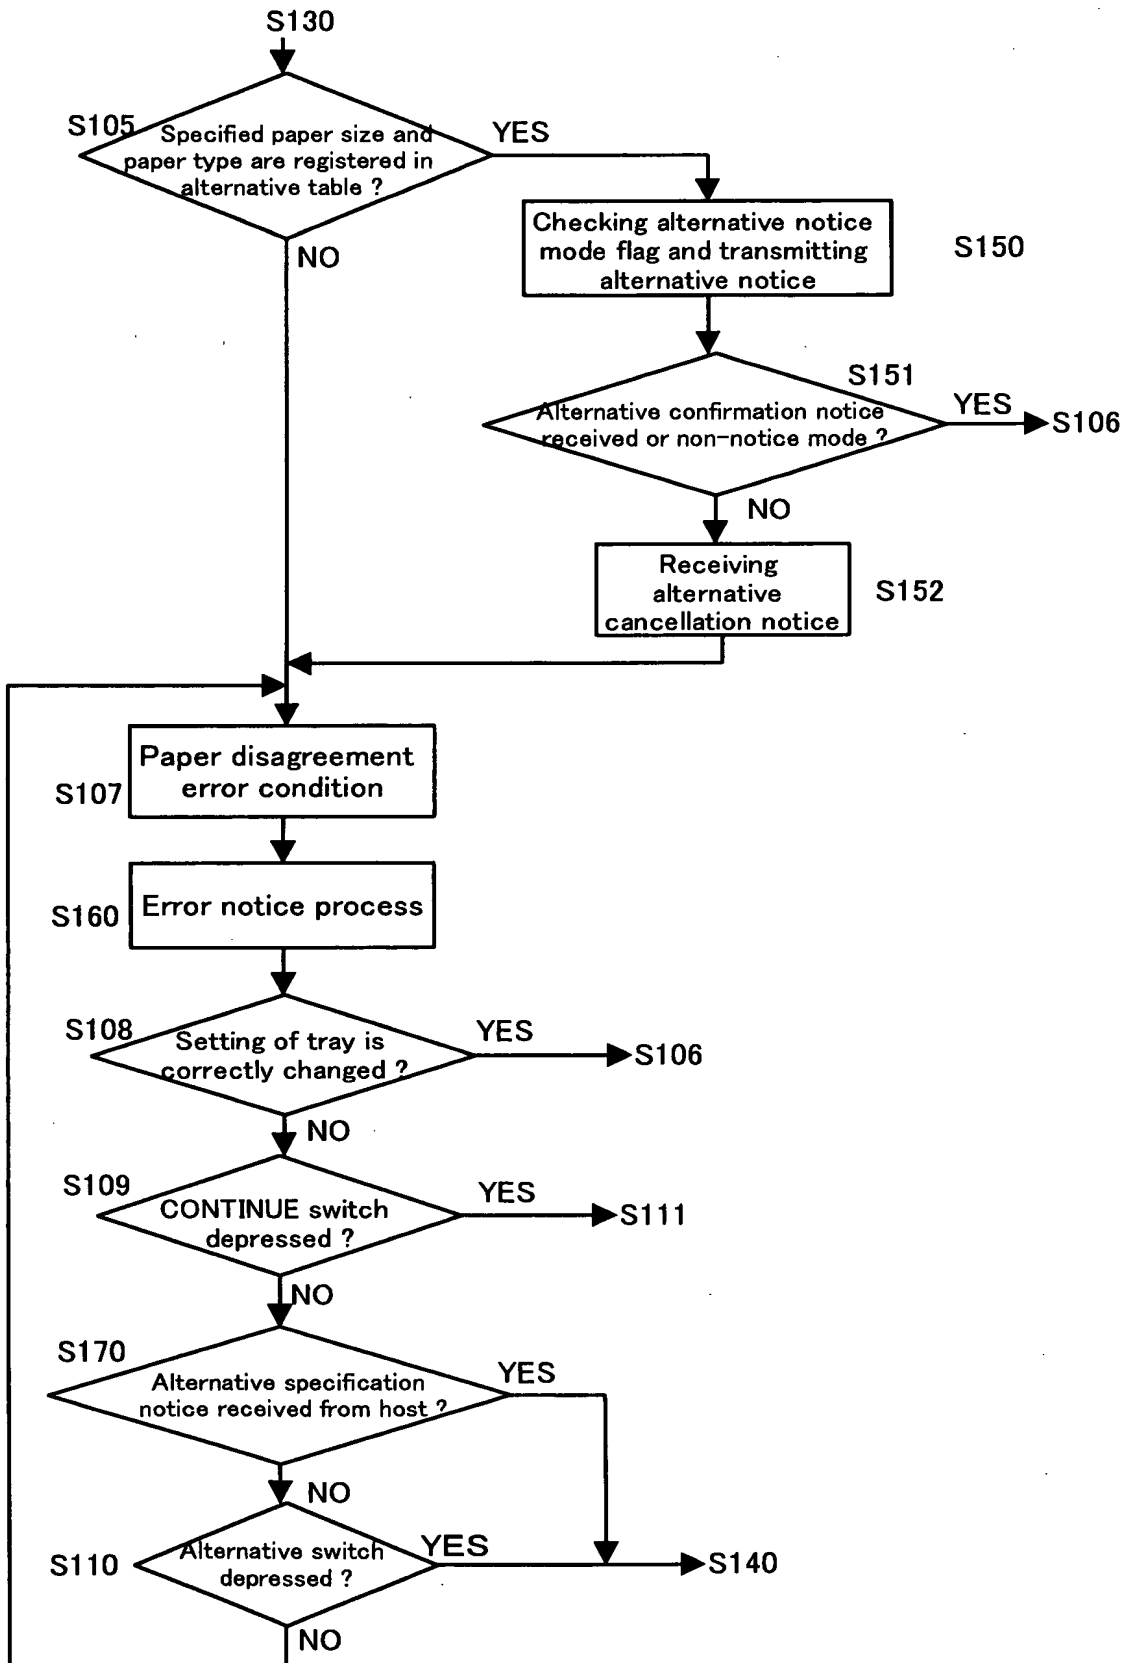 S130
S105
Specified paper size and
paper type are registered in
alternative table ?
YES
NO
Checking alternative notice
mode flag and transmitting
alternative notice
S150
S151
Alternative confirmation notice
received or non-notice mode ?
YES
S106
NO
Receiving
alternative
cancellation notice
S152
Paper disagreement
error condition
S107
Error notice process
S160
S108
Setting of tray is
correctly changed ?
YES
S106
NO
S109
CONTINUE switch
depressed ?
YES
S111
NO
S170
Alternative specification
notice received from host ?
YES
NO
S110
Alternative switch
depressed ?
YES
S140
NO